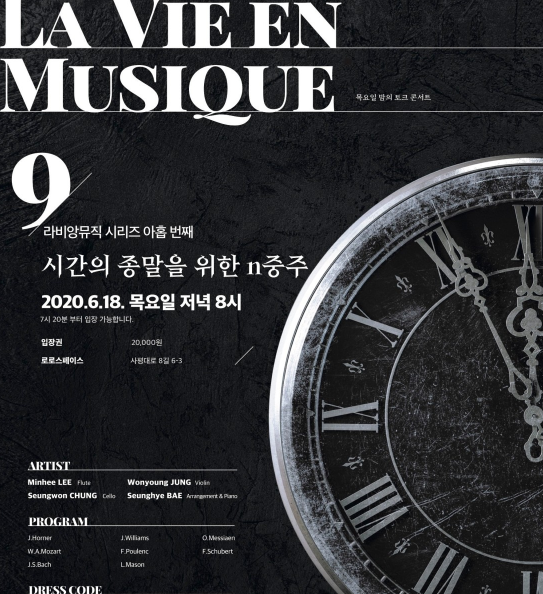 LA VIE EN
MUSIQUE
목요일 밤의 토크 콘서트
9
라비앙뮤직 시리즈 아홉 번째
시간의 종말을 위한 n중주
2020.6.18. 목요일 저녁 8시
7시 20분 부터 입장 가능합니다.
입장권 20,000원
로로스페이스 사평대로 8길 6-3
ARTIST
Minhee LEE Flute Wonyoung JUNG Violin
Seungwon CHUNG Cello Seunghye BAE Arrangement & Piano
PROGRAM
J.Horner J.Williams O.Messiaen
W.A.Mozart F.Poulenc F.Schubert
J.S.Bach L.Mason
DRESS CODE